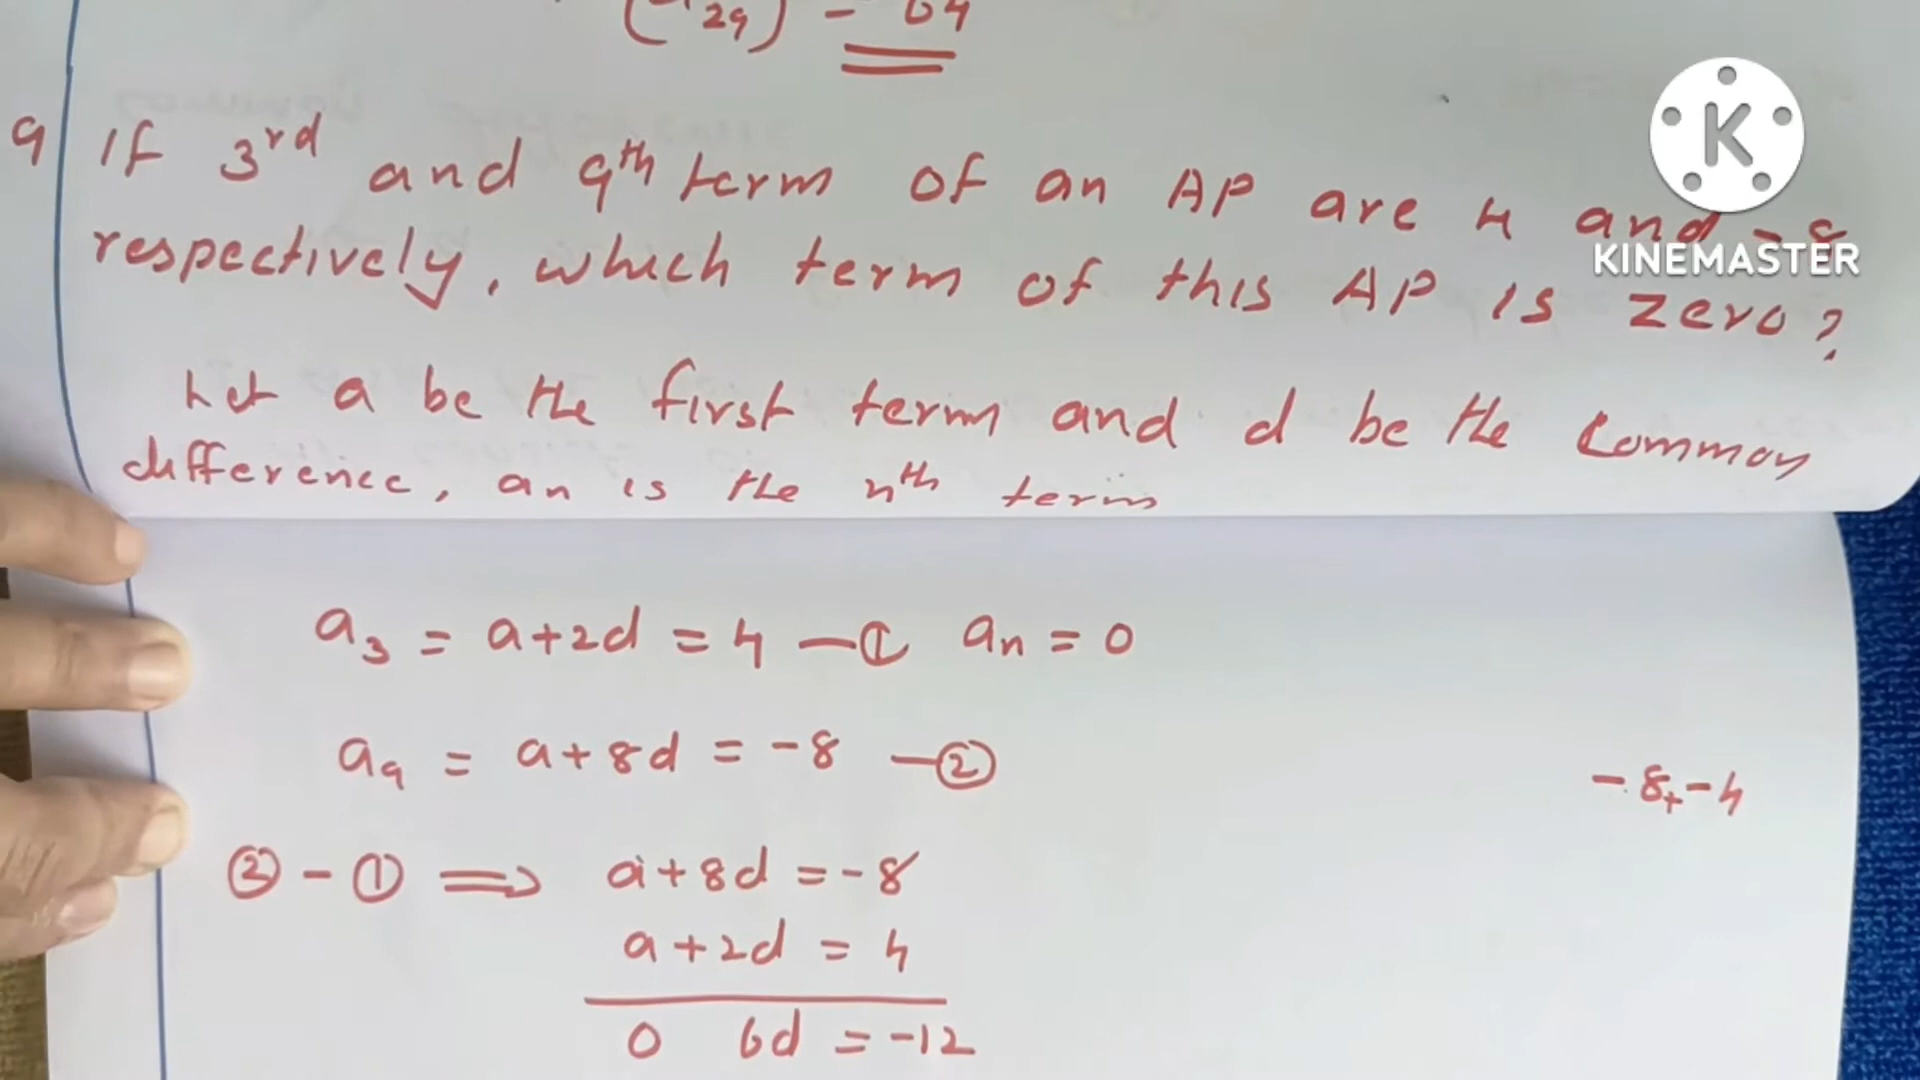 (a29) = 64
9 If 3rd and 9th term of an AP are 4 and -8
respectively, which term of this AP is zero?
Let a be the first term and d be the common
difference, an is the nth term
a3 = a+2d = 4 —① an = 0
a9 = a+8d = -8 —②
-8+-4
② - ① ⟹ a+8d = -8
a+2d = 4
0 6d = -12
K
KINEMASTER